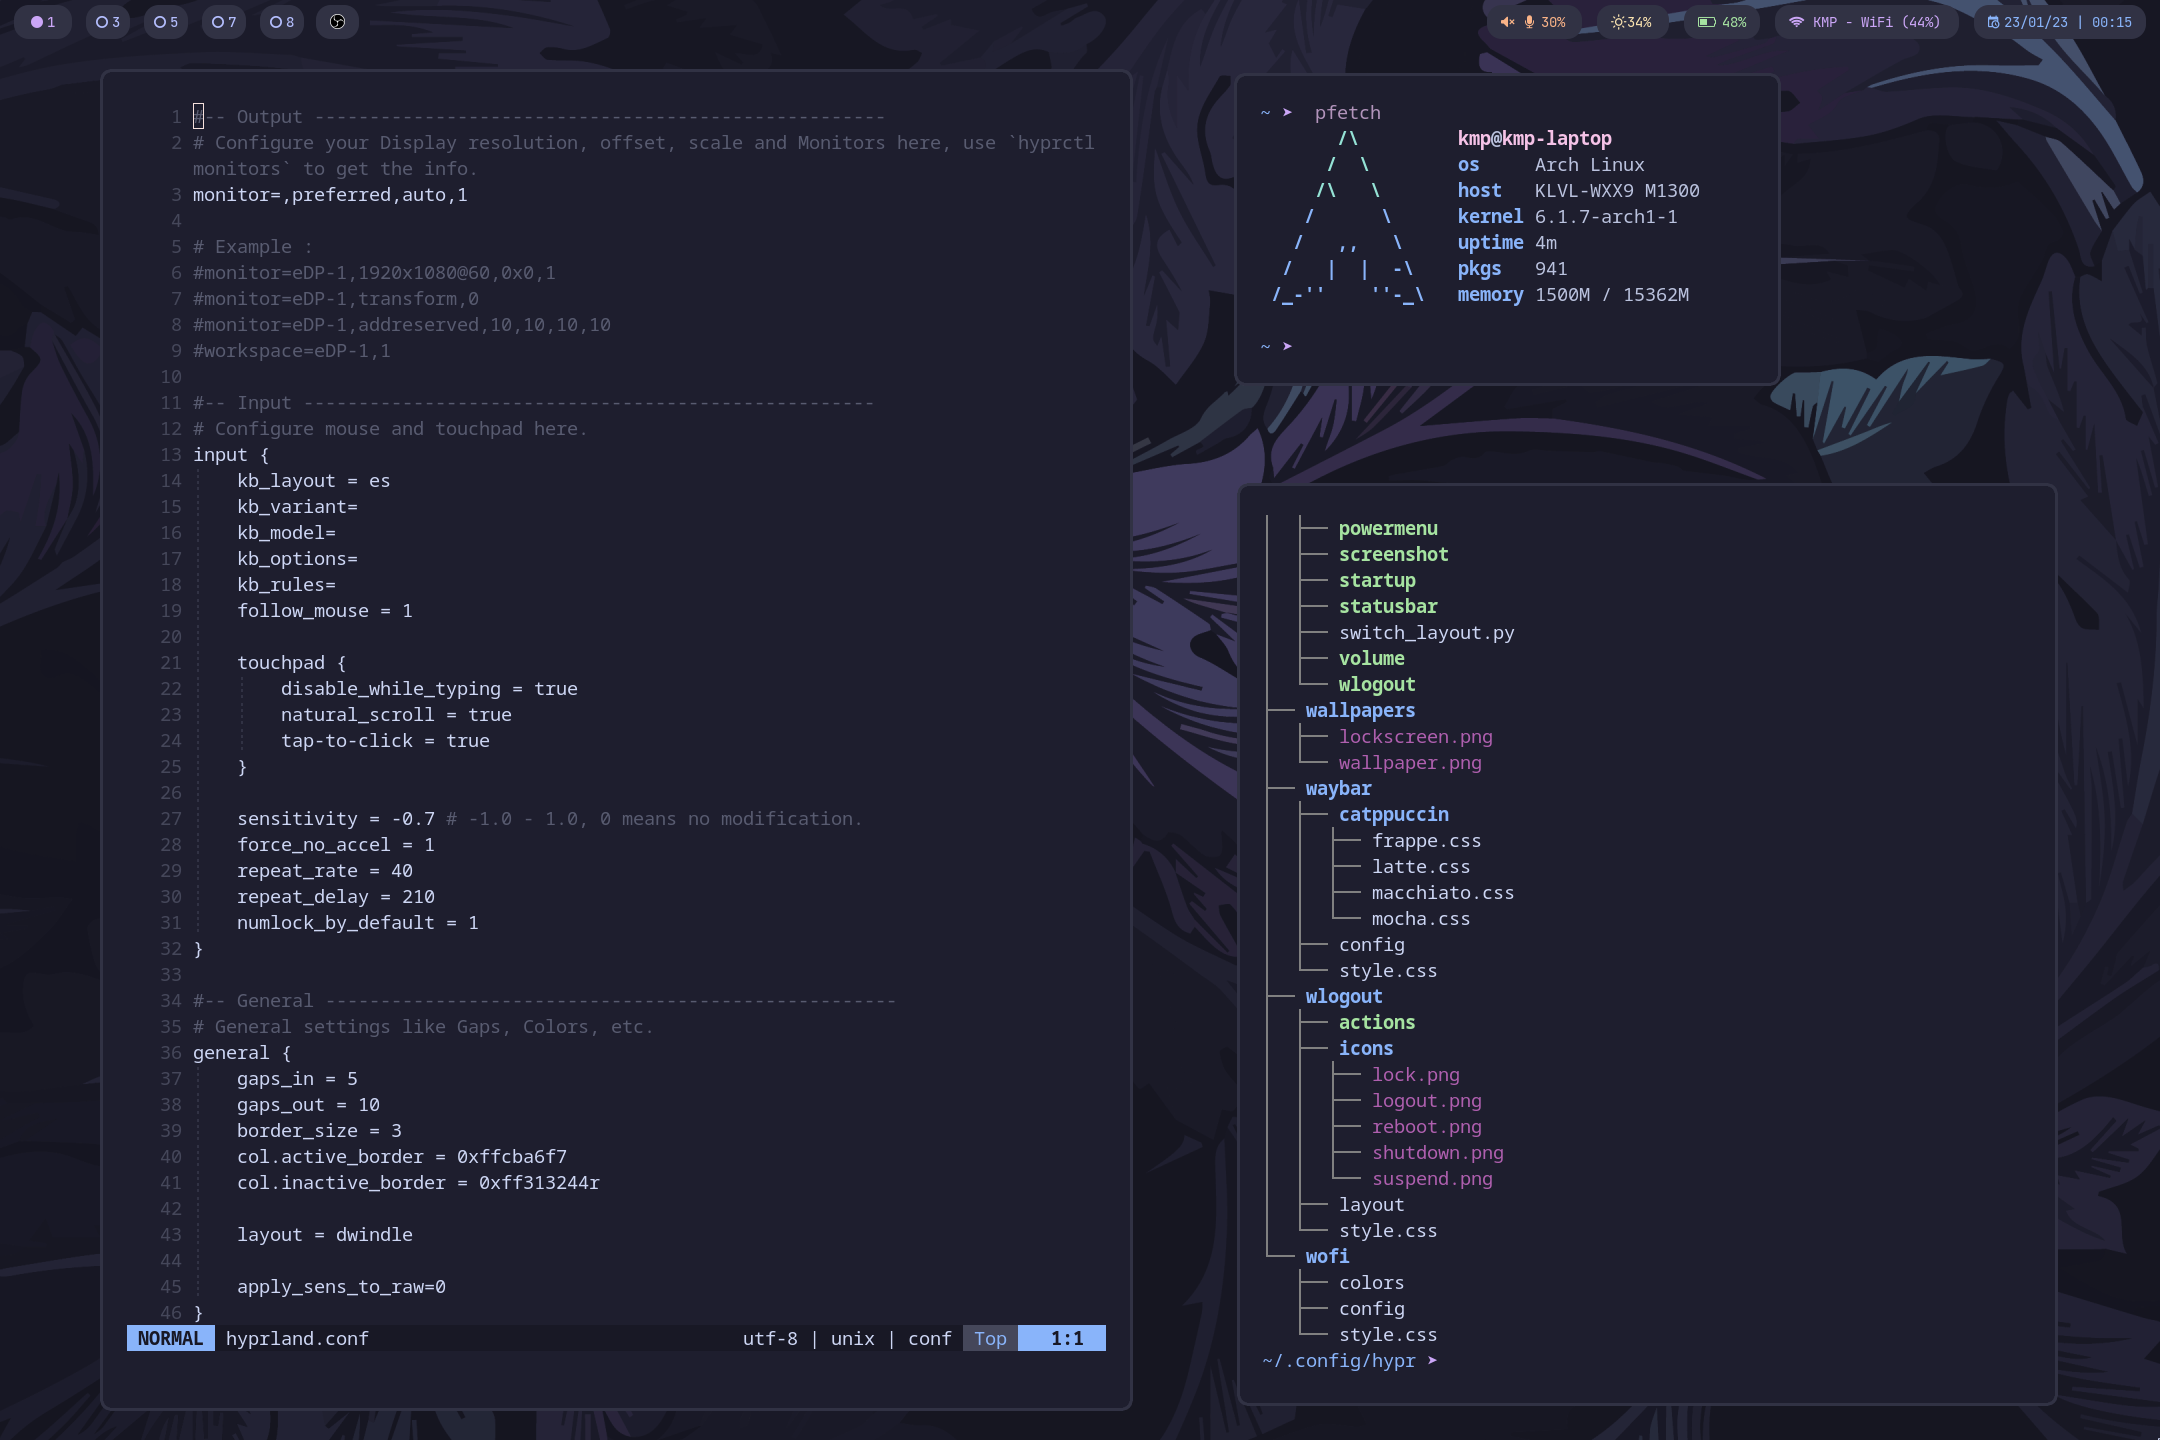 1 3 5 7 8 30% 34% 48% KMP - WiFi (44%) 23/01/23 | 00:15
1 #-- Output ----------------------------------------------------
2 # Configure your Display resolution, offset, scale and Monitors here, use `hyprctl
monitors` to get the info.
3 monitor=,preferred,auto,1
4
5 # Example :
6 #monitor=eDP-1,1920x1080@60,0x0,1
7 #monitor=eDP-1,transform,0
8 #monitor=eDP-1,addreserved,10,10,10,10
9 #workspace=eDP-1,1
10
11 #-- Input ----------------------------------------------------
12 # Configure mouse and touchpad here.
13 input {
14     kb_layout = es
15     kb_variant=
16     kb_model=
17     kb_options=
18     kb_rules=
19     follow_mouse = 1
20
21     touchpad {
22         disable_while_typing = true
23         natural_scroll = true
24         tap-to-click = true
25     }
26
27     sensitivity = -0.7 # -1.0 - 1.0, 0 means no modification.
28     force_no_accel = 1
29     repeat_rate = 40
30     repeat_delay = 210
31     numlock_by_default = 1
32 }
33
34 #-- General ----------------------------------------------------
35 # General settings like Gaps, Colors, etc.
36 general {
37     gaps_in = 5
38     gaps_out = 10
39     border_size = 3
40     col.active_border = 0xffcba6f7
41     col.inactive_border = 0xff313244r
42
43     layout = dwindle
44
45     apply_sens_to_raw=0
46 }
NORMAL hyprland.conf utf-8 | unix | conf Top 1:1
~ ➤ pfetch
       /\         kmp@kmp-laptop
      /  \        os     Arch Linux
     /\   \       host   KLVL-WXX9 M1300
    /      \      kernel 6.1.7-arch1-1
   /   ,,   \     uptime 4m
  /   |  |  -\    pkgs   941
 /_-''    ''-_\   memory 1500M / 15362M
~ ➤
│  ├── powermenu
│  ├── screenshot
│  ├── startup
│  ├── statusbar
│  ├── switch_layout.py
│  ├── volume
│  └── wlogout
├── wallpapers
│  ├── lockscreen.png
│  └── wallpaper.png
├── waybar
│  ├── catppuccin
│  │  ├── frappe.css
│  │  ├── latte.css
│  │  ├── macchiato.css
│  │  └── mocha.css
│  ├── config
│  └── style.css
├── wlogout
│  ├── actions
│  ├── icons
│  │  ├── lock.png
│  │  ├── logout.png
│  │  ├── reboot.png
│  │  ├── shutdown.png
│  │  └── suspend.png
│  ├── layout
│  └── style.css
└── wofi
   ├── colors
   ├── config
   └── style.css
~/.config/hypr ➤